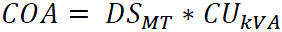 COA = DS_MT * CU_kVA